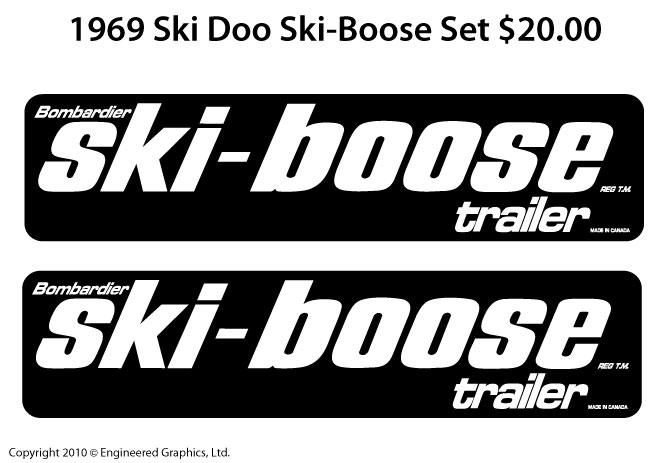 1969 Ski Doo Ski-Boose Set $20.00
Bombardier
ski-boose
REG T.M.
trailer
MADE IN CANADA
Bombardier
ski-boose
REG T.M.
trailer
MADE IN CANADA
Copyright 2010 © Engineered Graphics, Ltd.